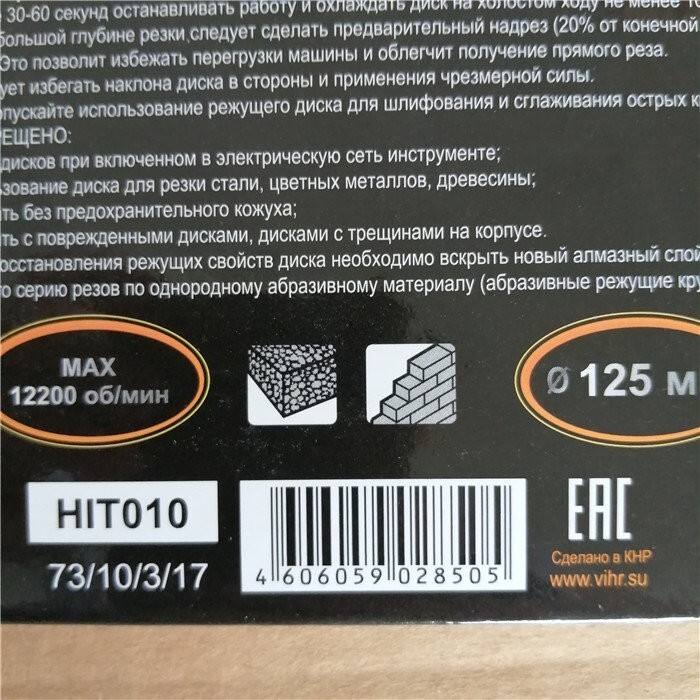 30-60 секунд останавливать работу и охлаждать диск на холостом ходу не менее
большой глубине резки,следует сделать предварительный надрез (20% от конечной
Это позволит избежать перегрузки машины и облегчит получение прямого реза.
ует избегать наклона диска в стороны и применения чрезмерной силы.
опускайте использование режущего диска для шлифования и сглаживания острых к
РЕЩЕНО:
дисков при включенном в электрическую сеть инструменте;
ьзование диска для резки стали, цветных металлов, древесины;
ть без предохранительного кожуха;
ть с поврежденными дисками, дисками с трещинами на корпусе.
осстановления режущих свойств диска необходимо вскрыть новый алмазный слой
о серию резов по однородному абразивному материалу (абразивные режущие кру
MAX
12200 об/мин
Ø 125 м
HIT010
73/10/3/17
4 606059 028505
EAC
Сделано в КНР
www.vihr.su